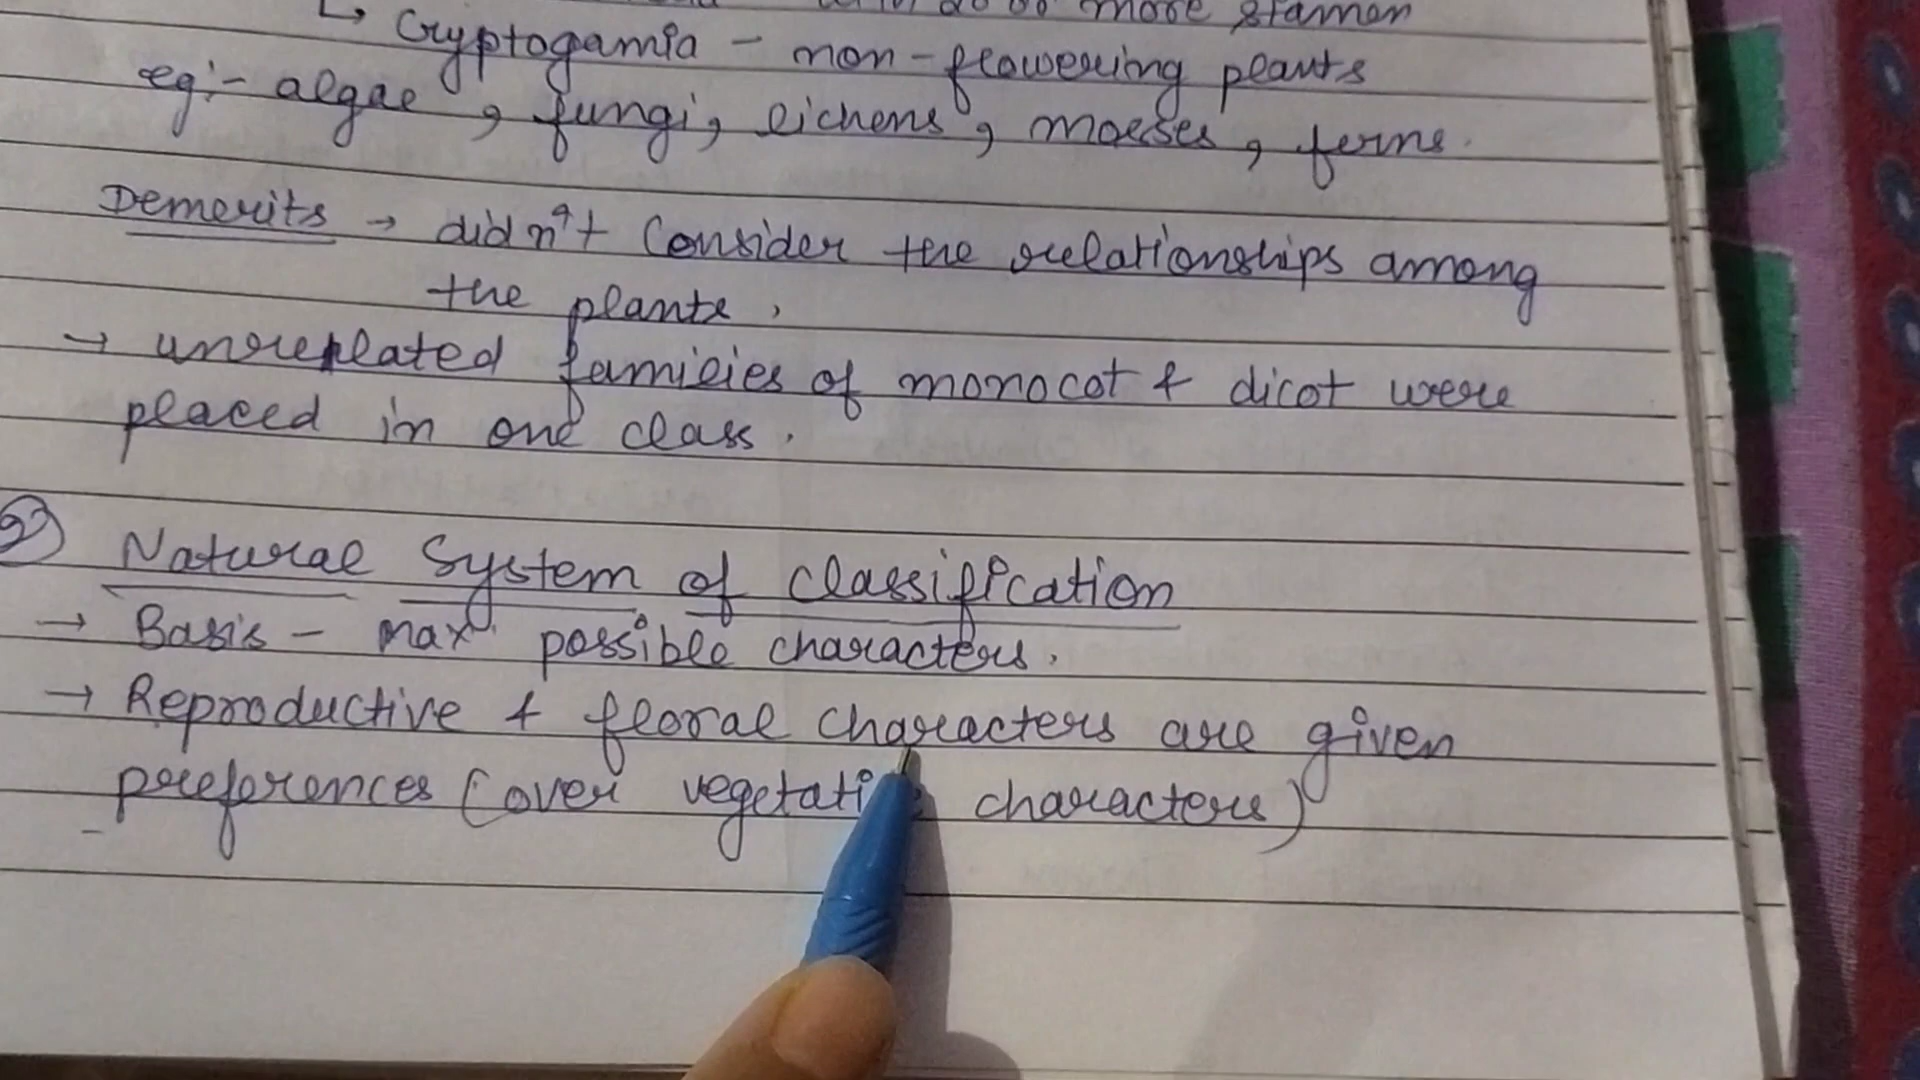 more stamen
↳ Cryptogamia - non-flowering plants
eg:- algae, fungi, lichens, mosses, ferns.
Demerits → didn't Consider the relationships among
the plants,
→ unrerlated families of monocot & dicot were
placed in one class.
2) Natural System of Classification
→ Basis - max possible characters.
→ Reproductive & floral characters are given
preferences (over vegetati characters)